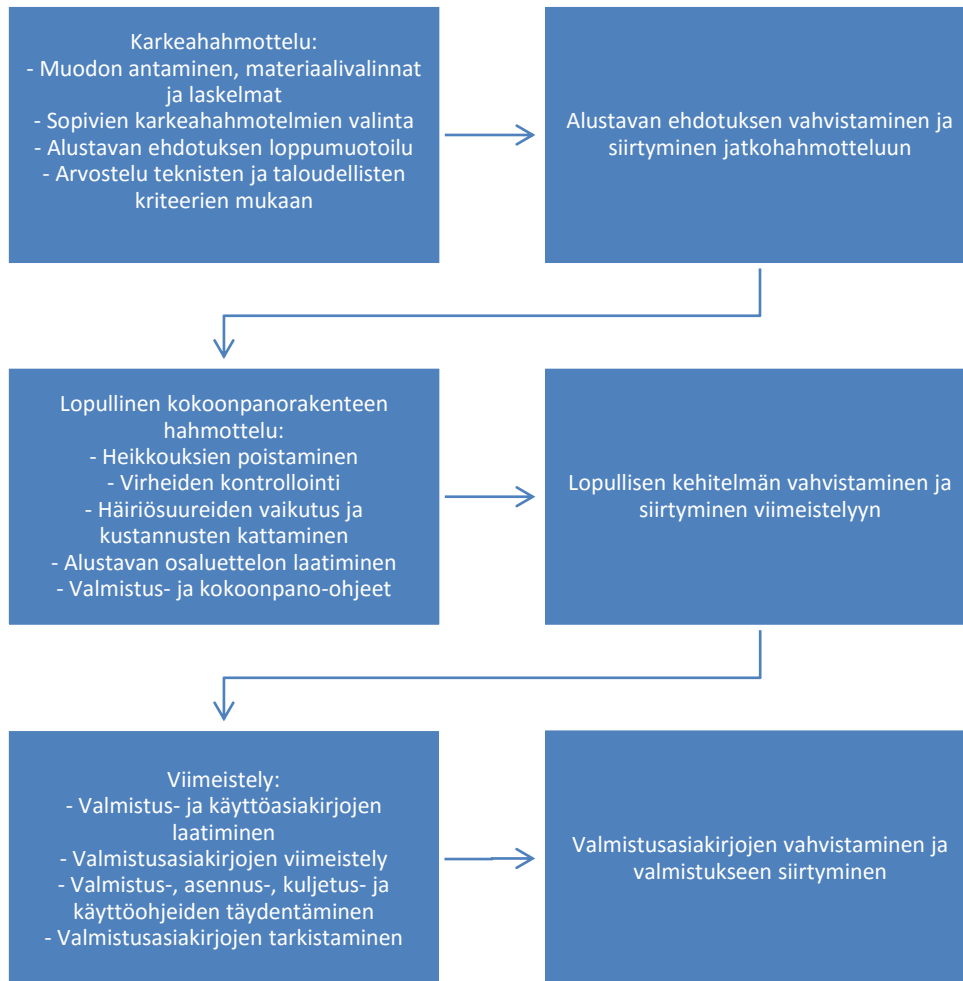 Karkeahahmottelu:
- Muodon antaminen, materiaalivalinnat
ja laskelmat
- Sopivien karkeahahmotelmien valinta
- Alustavan ehdotuksen loppumuotoilu
- Arvostelu teknisten ja taloudellisten
kriteerien mukaan
Alustavan ehdotuksen vahvistaminen ja
siirtyminen jatkohahmotteluun
Lopullinen kokoonpanorakenteen
hahmottelu:
- Heikkouksien poistaminen
- Virheiden kontrollointi
- Häiriösuureiden vaikutus ja
kustannusten kattaminen
- Alustavan osaluettelon laatiminen
- Valmistus- ja kokoonpano-ohjeet
Lopullisen kehitelmän vahvistaminen ja
siirtyminen viimeistelyyn
Viimeistely:
- Valmistus- ja käyttöasiakirjojen
laatiminen
- Valmistusasiakirjojen viimeistely
- Valmistus-, asennus-, kuljetus- ja
käyttöohjeiden täydentäminen
- Valmistusasiakirjojen tarkistaminen
Valmistusasiakirjojen vahvistaminen ja
valmistukseen siirtyminen